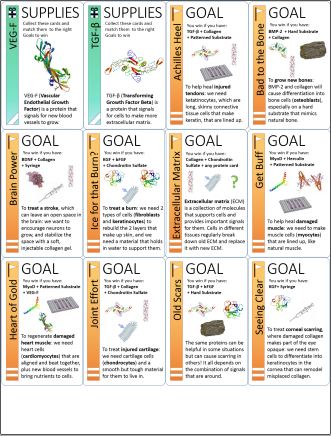 VEG-F
SUPPLIES
Collect these cards and
match them to the right
Goals to win
VEG-F (Vascular
Endothelial Growth
Factor) is a protein that
signals for new blood
vessels to grow.
TGF-β
SUPPLIES
Collect these cards and
match them to the right
Goals to win
TGF-β (Transforming
Growth Factor Beta) is
a protein that signals
for cells to make more
extracellular matrix.
Achilles Heel
GOAL
You win if you have:
TGF-β + Collagen
+ Patterned Substrate
To help heal injured
tendons: we need
ketatinocytes, which are
long, skinny connective
tissue cells that make
keratin, that are lined up.
Bad to the Bone
GOAL
You win if you have:
BMP-2 + Hard Substrate
+ Collagen
To grow new bones:
BMP-2 and collagen will
cause differentiation into
bone cells (osteoblasts),
especially on a hard
substrate that mimics
natural bone.
Brain Power
GOAL
You win if you have:
BDNF + Collagen
+ Syringe
To treat a stroke, which
can leave an open space in
the brain: we want to
encourage neurons to
grow, and stabilize the
space with a soft,
injectable collagen gel.
Ice for that Burn?
GOAL
You win if you have:
EGF + bFGF
+ Chondroitin Sulfate
To treat a burn: we need 2
types of cells (fibroblasts
and keratinocytes) to
rebuild the 2 layers that
make up skin, and we need
a material that holds
in water to support them.
Extracellular Matrix
GOAL
You win if you have:
Collagen + Chondroitin
Sulfate + any protein card
Extracellular matrix (ECM)
is a collection of molecules
that supports cells and
provides important signals
for them. Cells in different
tissues regularly break
down old ECM and replace
it with new ECM.
Get Buff
GOAL
You win if you have:
MyoD + Heroulin
+ Patterned Substrate
To help heal damaged
muscle: we need to make
muscle cells (myocytes)
that are lined up, like
natural muscle.
Heart of Gold
GOAL
You win if you have:
MyoD + Patterned Substrate
+ VEG-F
To regenerate damaged
heart muscle: we need
heart cells
(cardiomyocytes) that are
aligned and beat together,
plus new blood vessels to
bring nutrients to cells.
Joint Effort
GOAL
You win if you have:
TGF-β + Collagen
+ Chondroitin Sulfate
To treat injured cartilage:
we need cartilage cells
(chondrocytes) and a
smooth but tough material
for them to live in.
Old Scars
GOAL
You win if you have:
TGF-β + bFGF
+ Hard Substrate
The same proteins can be
helpful in some situations
but can cause scarring in
others! It all depends on
the combination of signals
that are around.
Seeing Clear
GOAL
You win if you have:
KGF+ Syringe
To treat corneal scarring,
where damaged collagen
makes part of the eye
opaque: we need stem
cells to differentiate into
keratinocytes in the
cornea that can remodel
misplaced collagen.